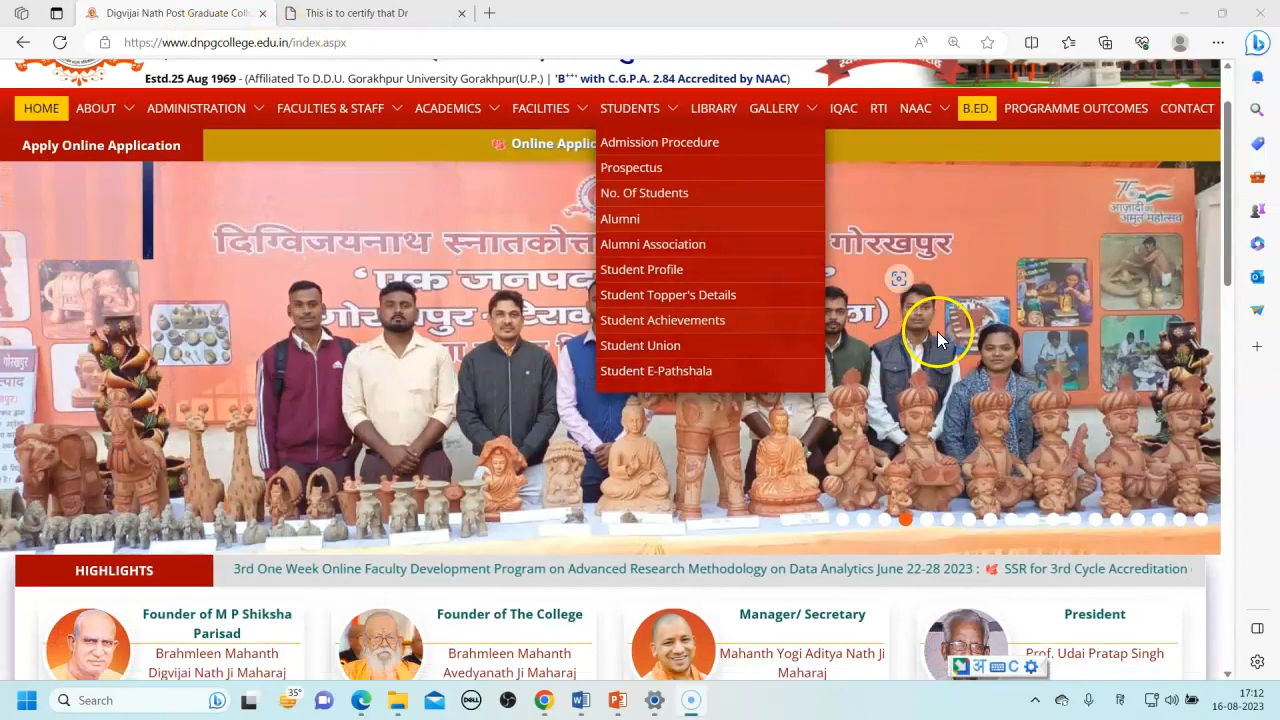 Digvijai Nath Post Graduate Coll
This is to certify that Dr
https://www.dnpgcollege.edu.in/index.aspx
Estd.25 Aug 1969 - (Affiliated To D.D.U. Gorakhpur University Gorakhpur(U.P.) | 'B++ with C.G.P.A. 2.84 Accredited by NAAC)
HOME ABOUT ADMINISTRATION FACULTIES & STAFF ACADEMICS FACILITIES STUDENTS LIBRARY GALLERY IQAC RTI NAAC B.ED. PROGRAMME OUTCOMES CONTACT
Apply Online Application
Online Applic
Admission Procedure
Prospectus
No. Of Students
Alumni
Alumni Association
Student Profile
Student Topper's Details
Student Achievements
Student Union
Student E-Pathshala
दिग्विजयनाथ स्नातकोत्त गोरखपुर
'एक जनपद
गोरखपुर - टेरा ला)
आज़ादी का
अमृत महोत्सव
HIGHLIGHTS
3rd One Week Online Faculty Development Program on Advanced Research Methodology on Data Analytics June 22-28 2023 : SSR for 3rd Cycle Accreditation
Founder of M P Shiksha
Parisad
Brahmleen Mahanth
Digvijai Nath Ji Maharaj
Founder of The College
Brahmleen Mahanth
Avedyanath Ji Maharaj
Manager/ Secretary
Mahanth Yogi Aditya Nath Ji
Maharaj
President
Prof. Udai Pratap Singh
अ C
Search
35°
हि
17:12
16-08-2023